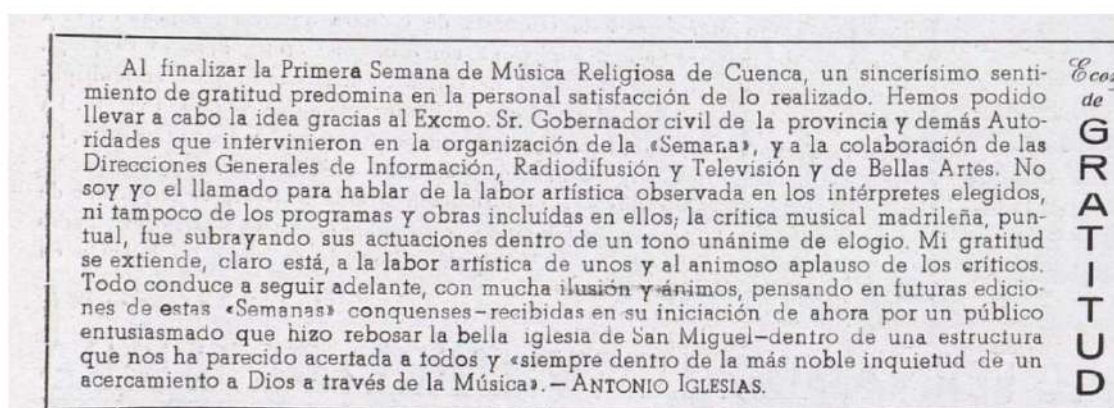 Al finalizar la Primera Semana de Música Religiosa de Cuenca, un sincerísimo senti-
miento de gratitud predomina en la personal satisfacción de lo realizado. Hemos podido
llevar a cabo la idea gracias al Excmo. Sr. Gobernador civil de la provincia y demás Auto-
ridades que intervinieron en la organización de la «Semana», y a la colaboración de las
Direcciones Generales de Información, Radiodifusión y Televisión y de Bellas Artes. No
soy yo el llamado para hablar de la labor artística observada en los intérpretes elegidos,
ni tampoco de los programas y obras incluídas en ellos; la crítica musical madrileña, pun-
tual, fue subrayando sus actuaciones dentro de un tono unánime de elogio. Mi gratitud
se extiende, claro está, a la labor artística de unos y al animoso aplauso de los críticos.
Todo conduce a seguir adelante, con mucha ilusión y ánimos, pensando en futuras edicio-
nes de estas «Semanas» conquenses-recibidas en su iniciación de ahora por un público
entusiasmado que hizo rebosar la bella iglesia de San Miguel-dentro de una estructura
que nos ha parecido acertada a todos y «siempre dentro de la más noble inquietud de un
acercamiento a Dios a través de la Música».—ANTONIO IGLESIAS.
Ecos
de
GRATITUD